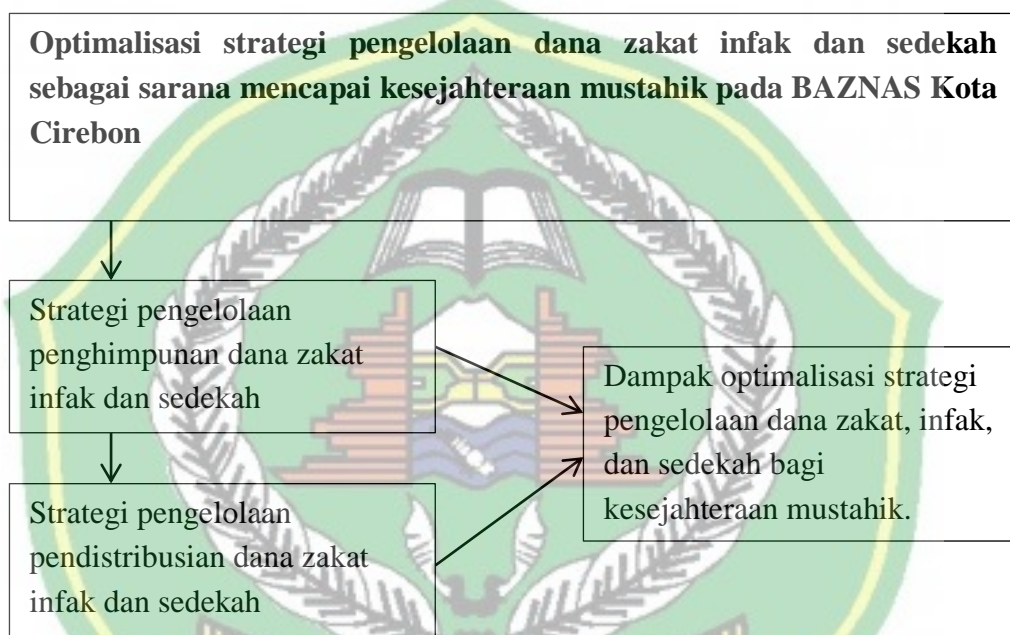 Optimalisasi strategi pengelolaan dana zakat infak dan sedekah
sebagai sarana mencapai kesejahteraan mustahik pada BAZNAS Kota
Cirebon
Strategi pengelolaan
penghimpunan dana zakat
infak dan sedekah
Dampak optimalisasi strategi
pengelolaan dana zakat, infak,
dan sedekah bagi
kesejahteraan mustahik.
Strategi pengelolaan
pendistribusian dana zakat
infak dan sedekah